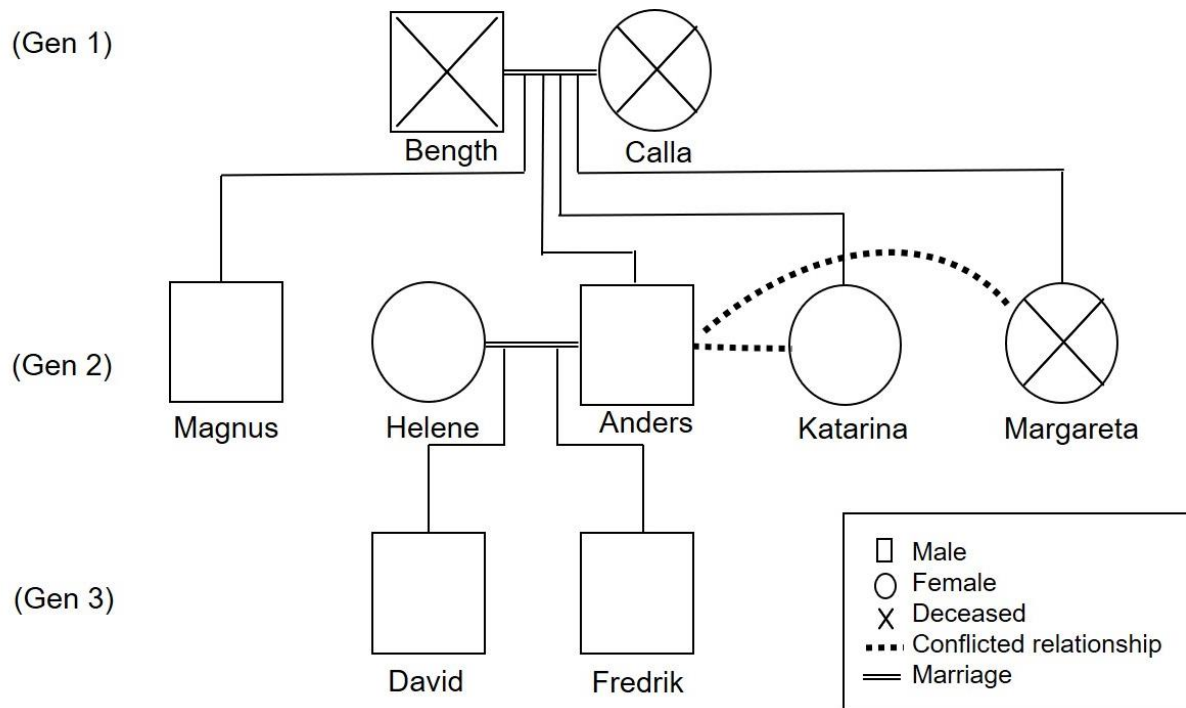 (Gen 1)
Bength
Calla
(Gen 2)
Magnus
Helene
Anders
Katarina
Margareta
(Gen 3)
David
Fredrik
Male
Female
Deceased
Conflicted relationship
Marriage